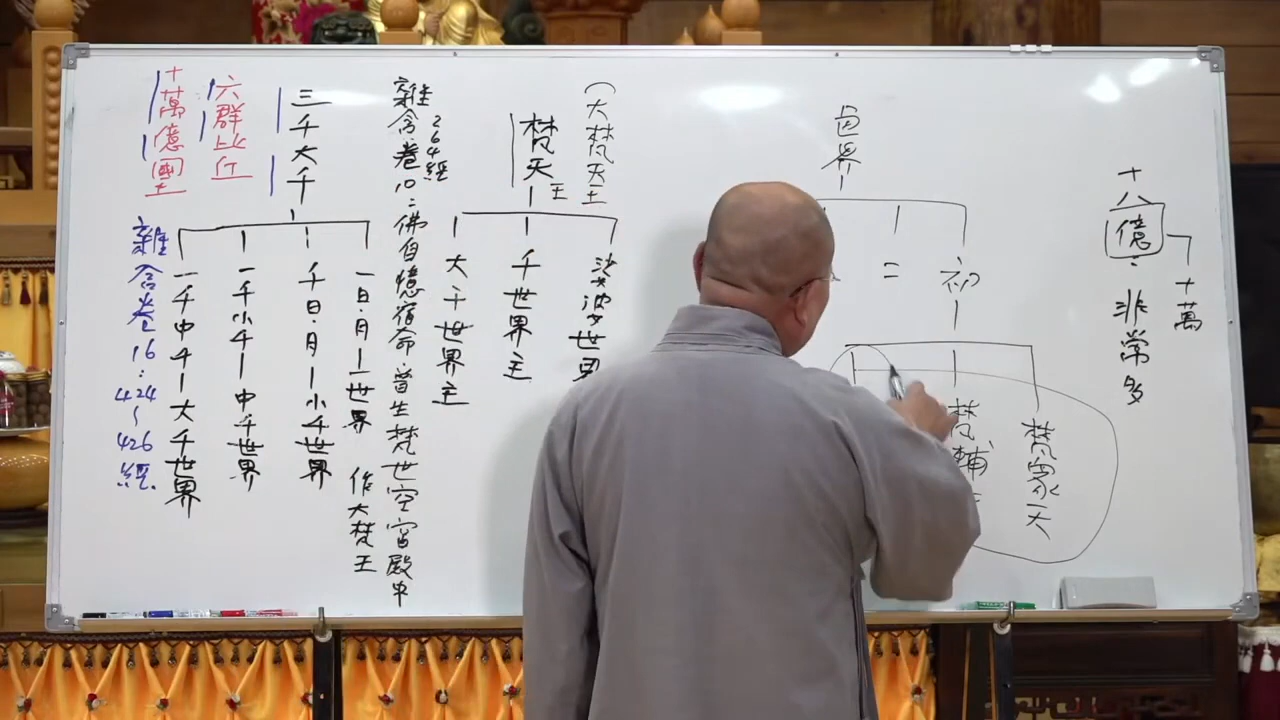 十八億：非常多
十萬
界
初
二
梵眾天
梵輔
（大梵天王
梵天王
娑婆世界
千世界主
大千世界主
雜含卷10：佛自憶宿命．曾生梵世空宮殿中
264經
作大梵王
三千大千
一日．月—一世界
千日．月—小千世界
一千小千—中千世界
一千中千—大千世界
六群比丘
十萬億國土
雜含卷16：424～426經